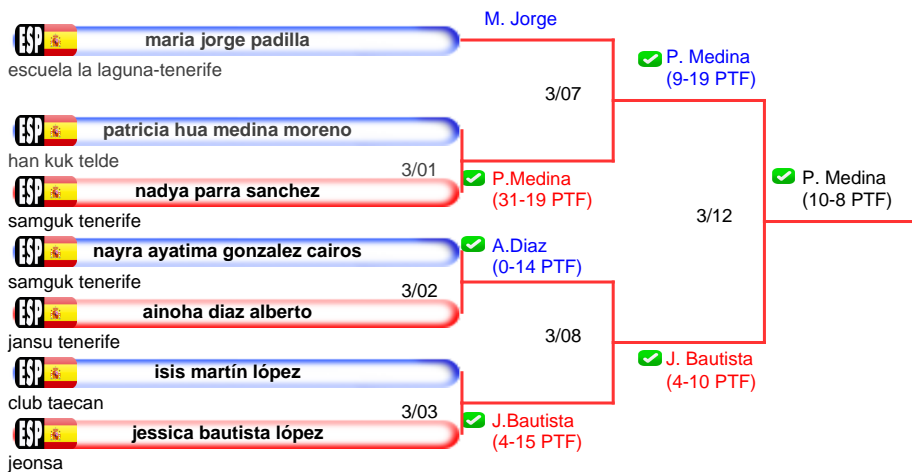 M. Jorge
ESP maria jorge padilla
escuela la laguna-tenerife
P. Medina
(9-19 PTF)
3/07
ESP patricia hua medina moreno
han kuk telde
3/01
P.Medina
(31-19 PTF)
ESP nadya parra sanchez
samguk tenerife
P. Medina
(10-8 PTF)
3/12
ESP nayra ayatima gonzalez cairos
samguk tenerife
A.Diaz
(0-14 PTF)
3/02
ESP ainoha diaz alberto
jansu tenerife
3/08
J. Bautista
(4-10 PTF)
ESP isis martín lópez
club taecan
3/03
J.Bautista
(4-15 PTF)
ESP jessica bautista lópez
jeonsa